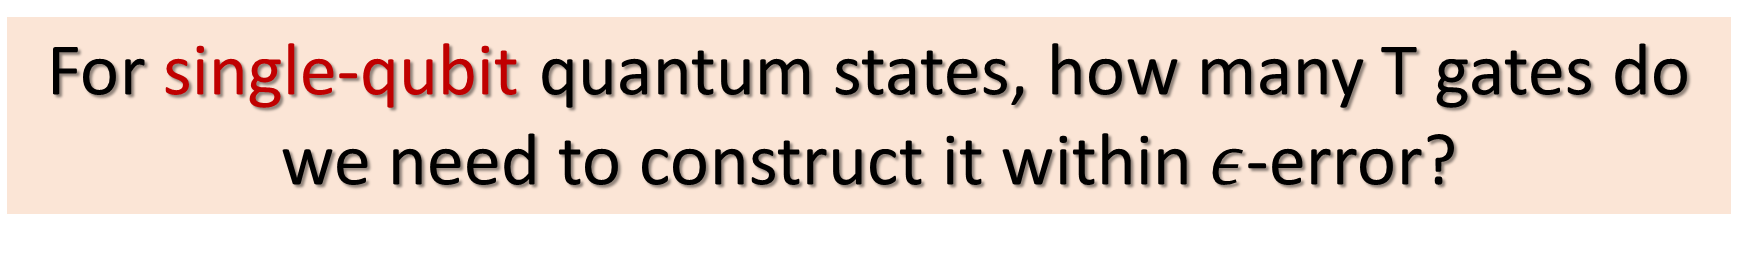 For single-qubit quantum states, how many T gates do
we need to construct it within ϵ-error?